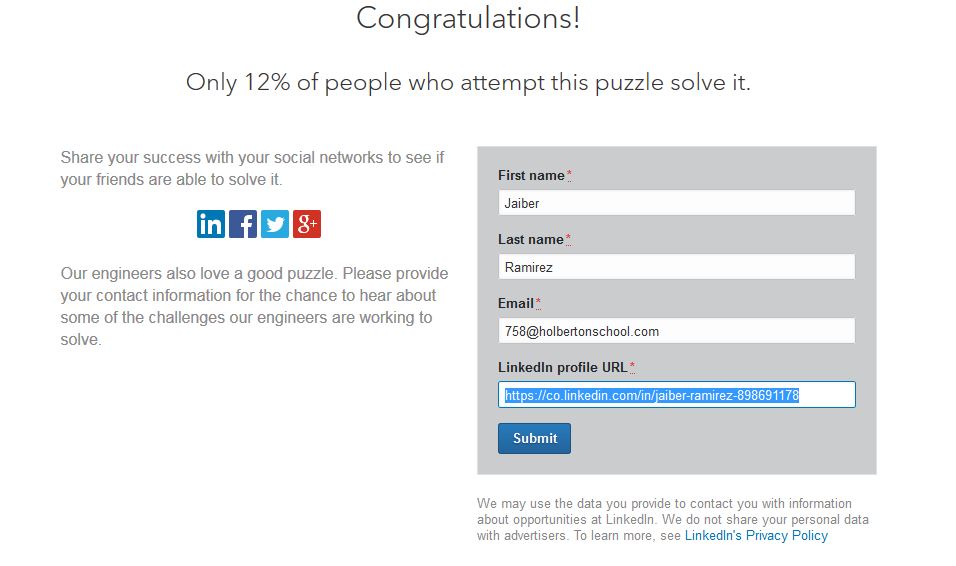 Congratulations!
Only 12% of people who attempt this puzzle solve it.
Share your success with your social networks to see if
your friends are able to solve it.
in f g+
Our engineers also love a good puzzle. Please provide
your contact information for the chance to hear about
some of the challenges our engineers are working to
solve.
First name*
Jaiber
Last name*
Ramirez
Email*
758@holbertonschool.com
LinkedIn profile URL*
https://co.linkedin.com/in/jaiber-ramirez-898691178
Submit
We may use the data you provide to contact you with information
about opportunities at LinkedIn. We do not share your personal data
with advertisers. To learn more, see LinkedIn's Privacy Policy